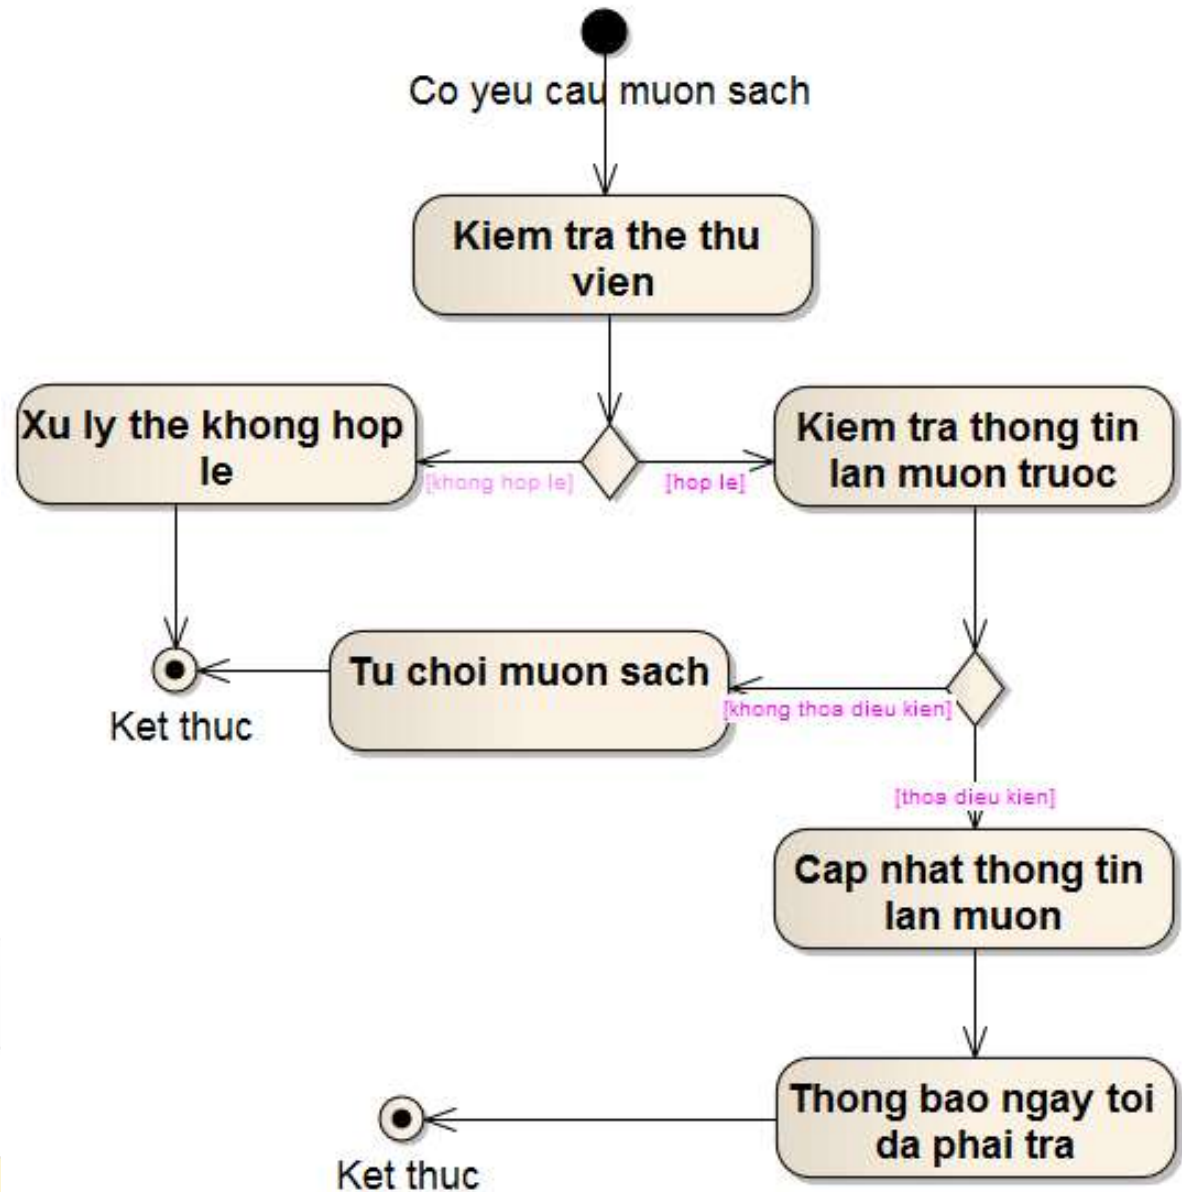 Co yeu cau muon sach
Kiem tra the thu
vien
Xu ly the khong hop
le
[khong hop le]
[hop le]
Kiem tra thong tin
lan muon truoc
Tu choi muon sach
[khong thoa dieu kien]
Ket thuc
[thoa dieu kien]
Cap nhat thong tin
lan muon
Thong bao ngay toi
da phai tra
Ket thuc